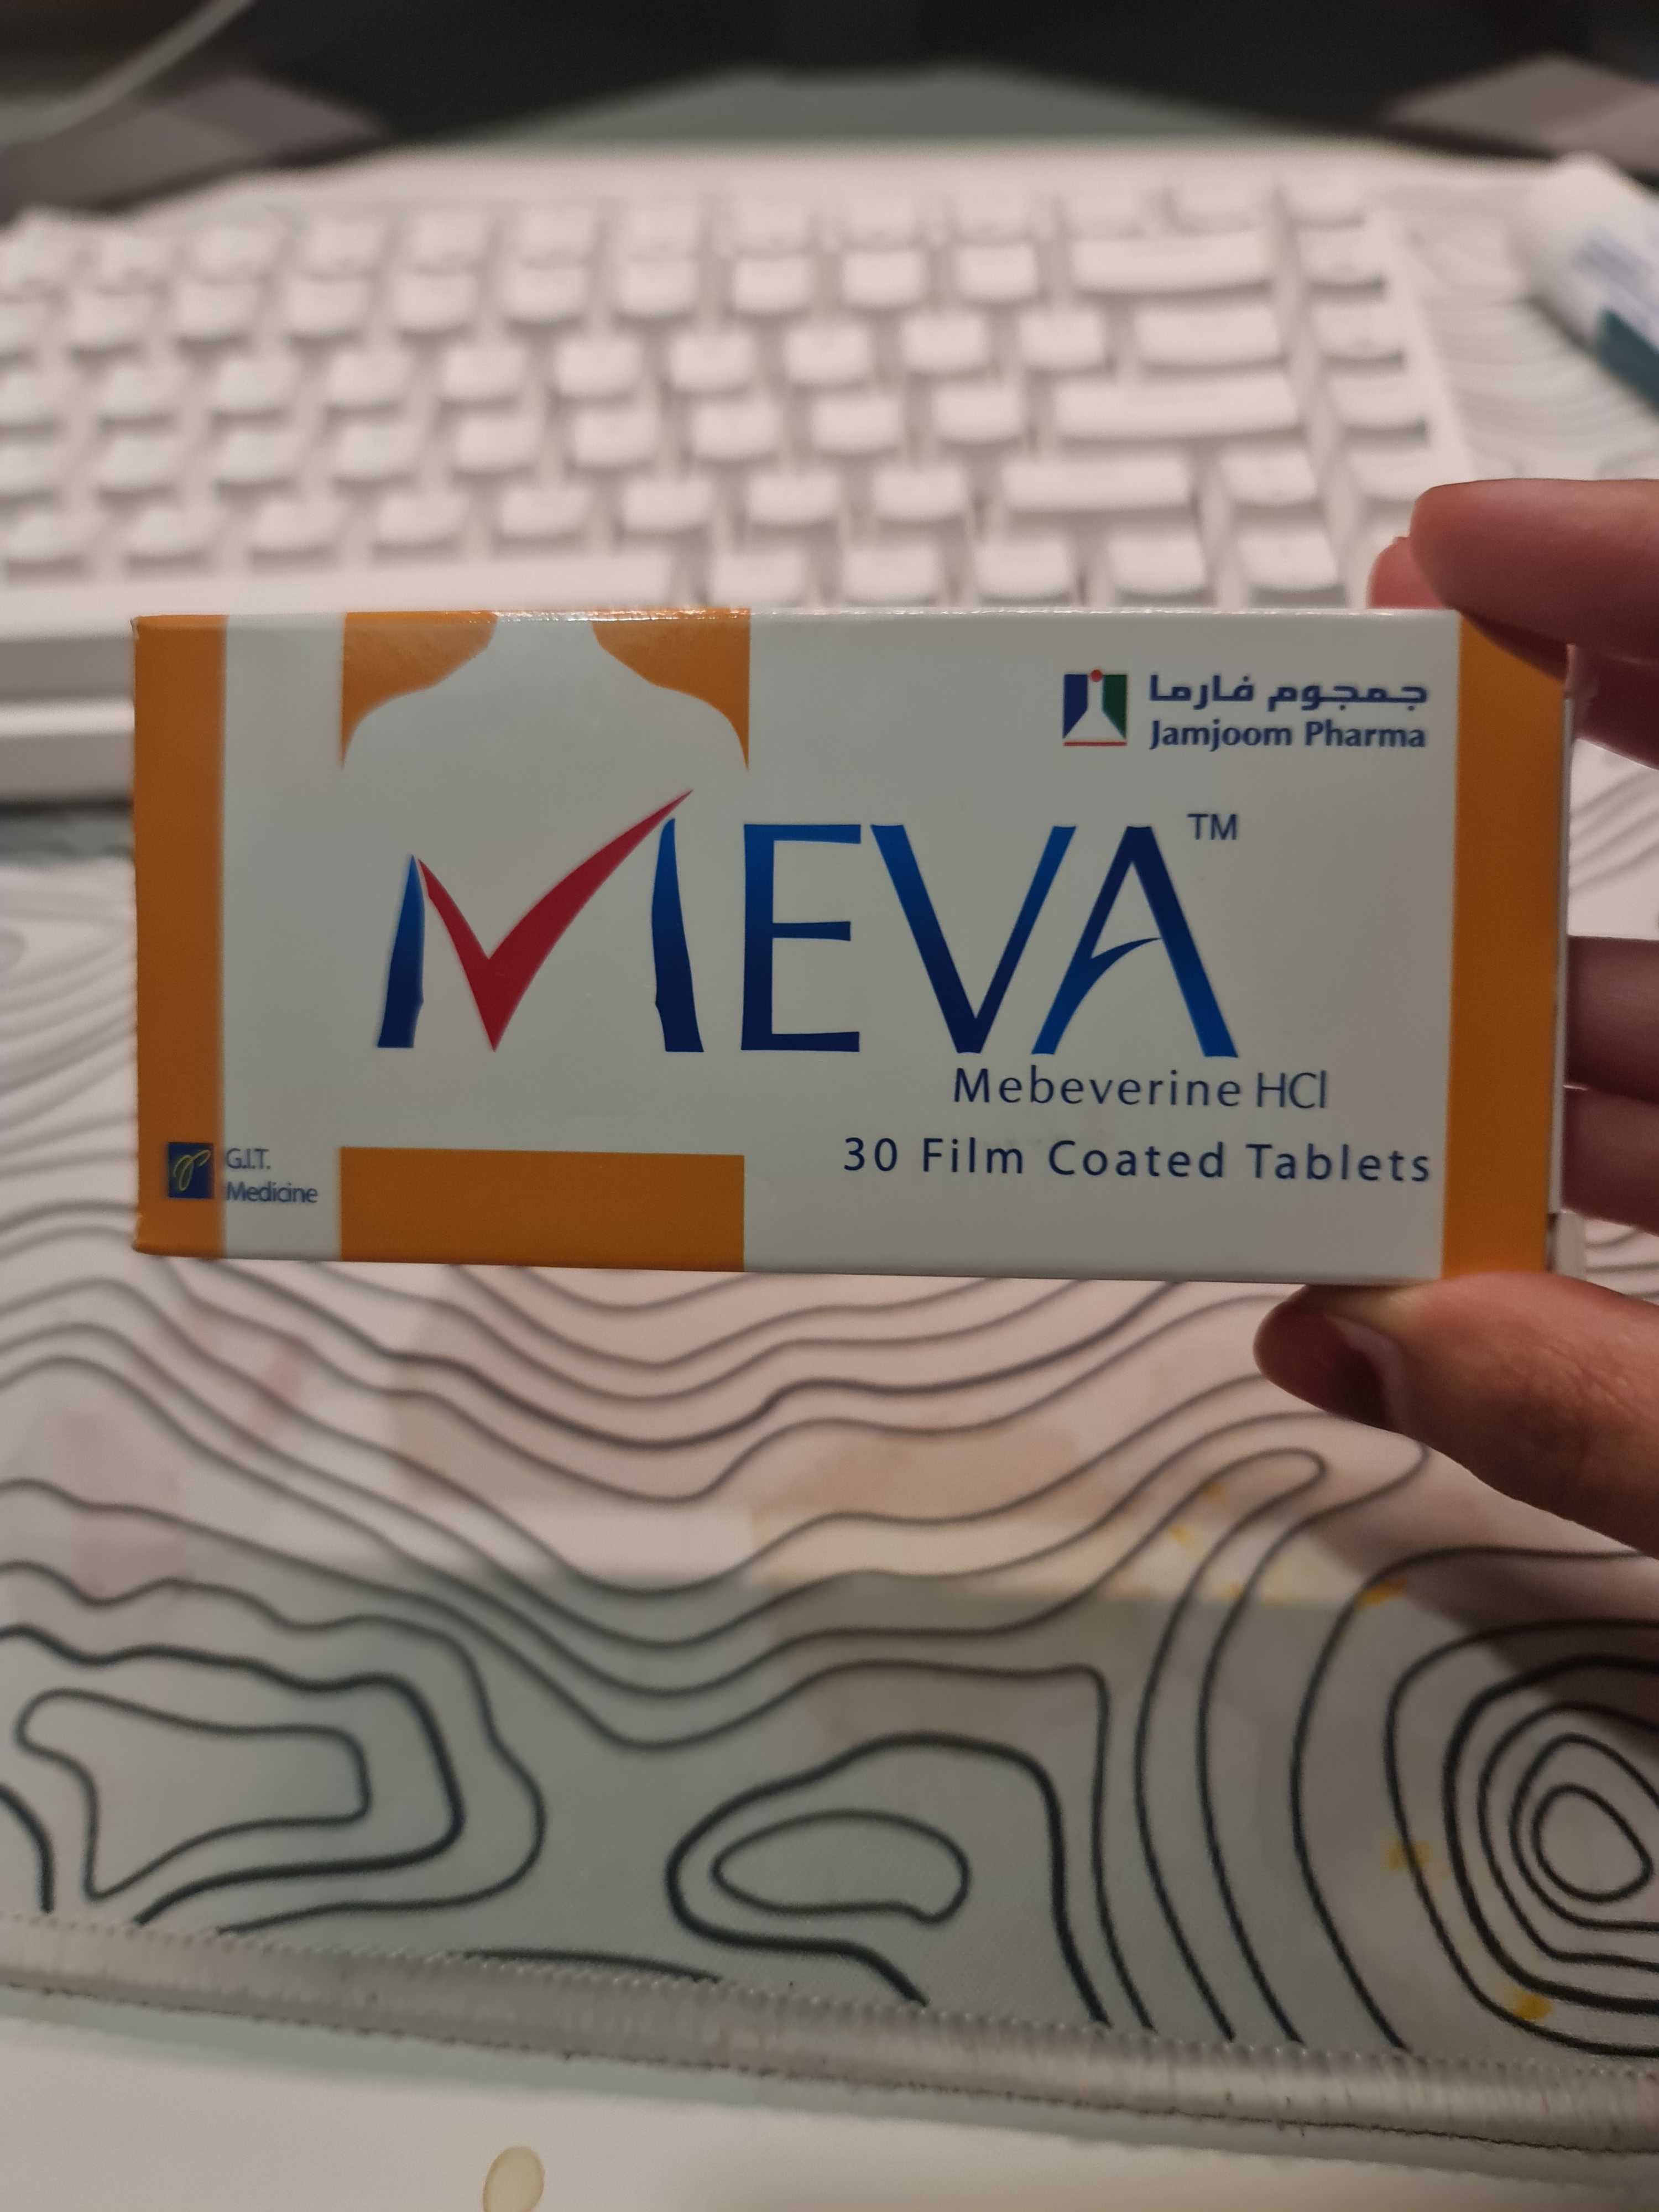 جمجوم فارما
Jamjoom Pharma
MEVA™
Mebeverine HCl
30 Film Coated Tablets
G.I.T.
Medicine